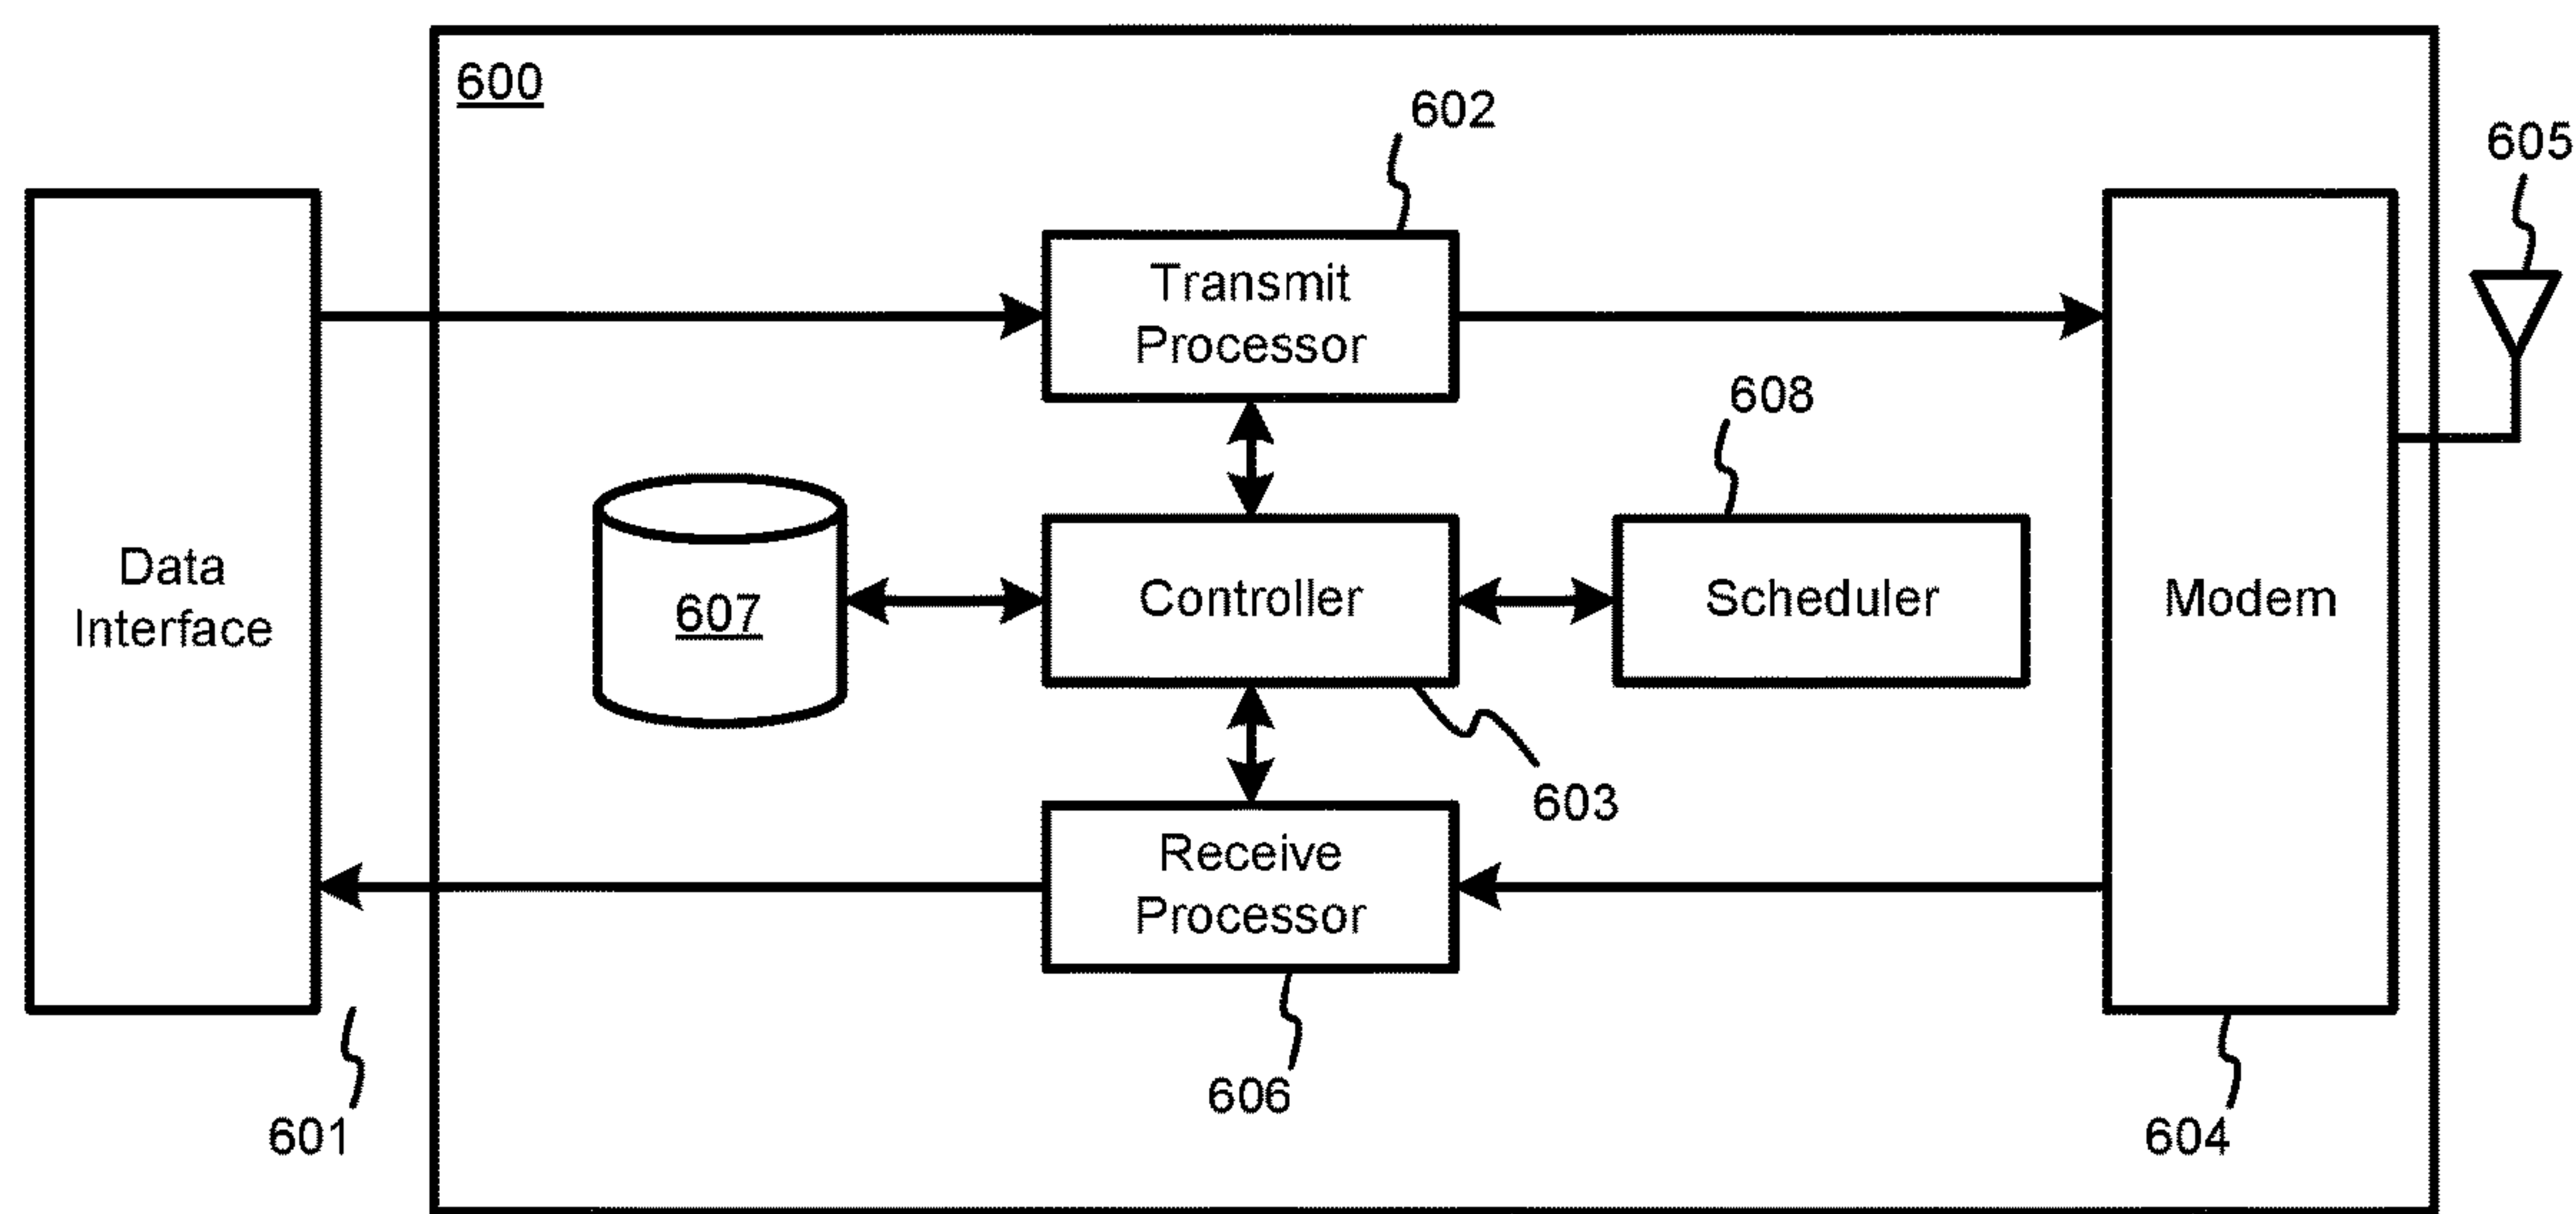 600
602
605
Transmit
Processor
608
Data
Interface
607
Controller
Scheduler
Modem
603
Receive
Processor
606
601
604